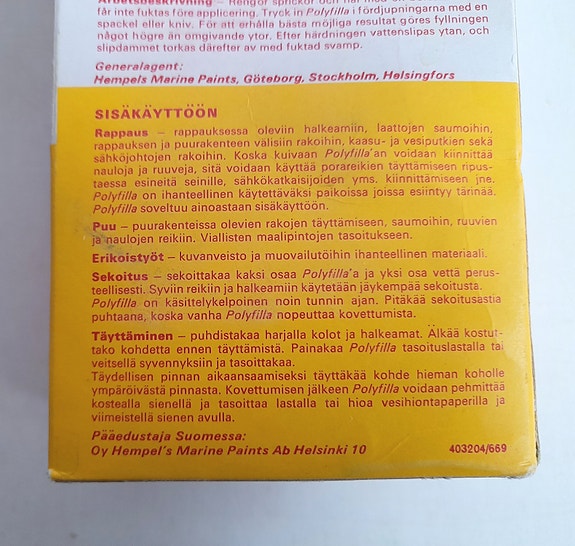 Arbetsbeskrivning – Rengör sprickor och hål med en
får inte fuktas före applicering. Tryck in Polyfilla i fördjupningarna med en
spackel eller kniv. För att erhålla bästa möjliga resultat göres fyllningen
något högre än omgivande ytor. Efter härdningen vattenslipas ytan, och
slipdammet torkas därefter av med fuktad svamp.
Generalagent:
Hempels Marine Paints, Göteborg, Stockholm, Helsingfors
SISÄKÄYTTÖÖN
Rappaus – rappauksessa oleviin halkeamiin, laattojen saumoihin,
rappauksen ja puurakenteen välisiin rakoihin, kaasu- ja vesiputkien sekä
sähköjohtojen rakoihin. Koska kuivaan Polyfilla'an voidaan kiinnittää
nauloja ja ruuveja, sitä voidaan käyttää porareikien täyttämiseen ripus-
taessa esineitä seinille, sähkökatkaisijoiden yms. kiinnittämiseen jne.
Polyfilla on ihanteellinen käytettäväksi paikoissa joissa esiintyy tärinää.
Polyfilla soveltuu ainoastaan sisäkäyttöön.
Puu – puurakenteissa olevien rakojen täyttämiseen, saumoihin, ruuvien
ja naulojen reikiin. Viallisten maalipintojen tasoitukseen.
Erikoistyöt – kuvanveisto ja muovailutöihin ihanteellinen materiaali.
Sekoitus – sekoittakaa kaksi osaa Polyfilla'a ja yksi osa vettä perus-
teellisesti. Syviin reikiin ja halkeamiin käytetään jäykempää sekoitusta.
Polyfilla on käsittelykelpoinen noin tunnin ajan. Pitäkää sekoitusastia
puhtaana, koska vanha Polyfilla nopeuttaa kovettumista.
Täyttäminen – puhdistakaa harjalla kolot ja halkeamat. Älkää kostut-
tako kohdetta ennen täyttämistä. Painakaa Polyfilla tasoituslastalla tai
veitsellä syvennyksiin ja tasoittakaa.
Täydellisen pinnan aikaansaamiseksi täyttäkää kohde hieman koholle
ympäröivästä pinnasta. Kovettumisen jälkeen Polyfilla voidaan pehmittää
kostealla sienellä ja tasoittaa lastalla tai hioa vesihiontapaperilla ja
viimeistellä sienen avulla.
Pääedustaja Suomessa:
Oy Hempel's Marine Paints Ab Helsinki 10
403204/669